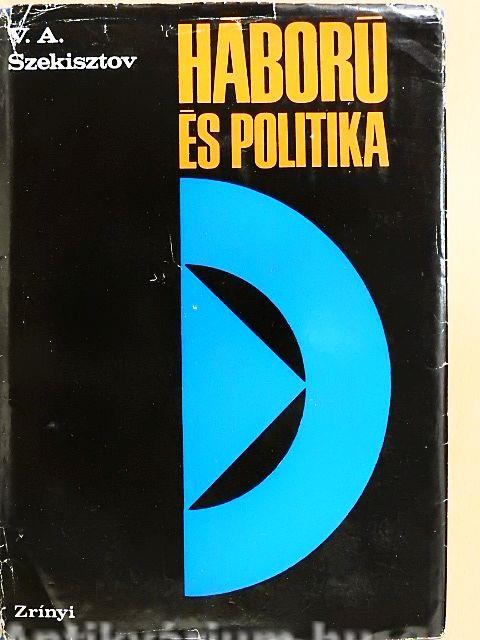 V. A.
Szekisztov
HÁBORÚ
ÉS POLITIKA
Zrínyi